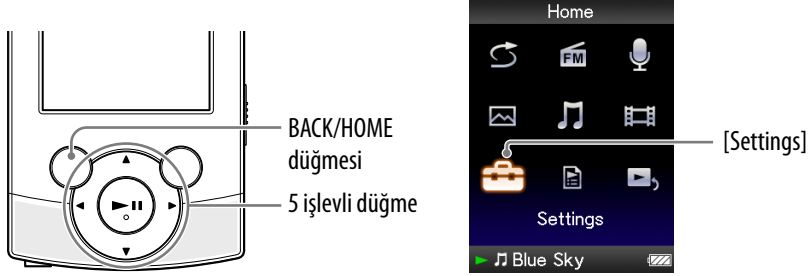 Home
FM
BACK/HOME
düğmesi
5 işlevli düğme
[Settings]
Settings
Blue Sky